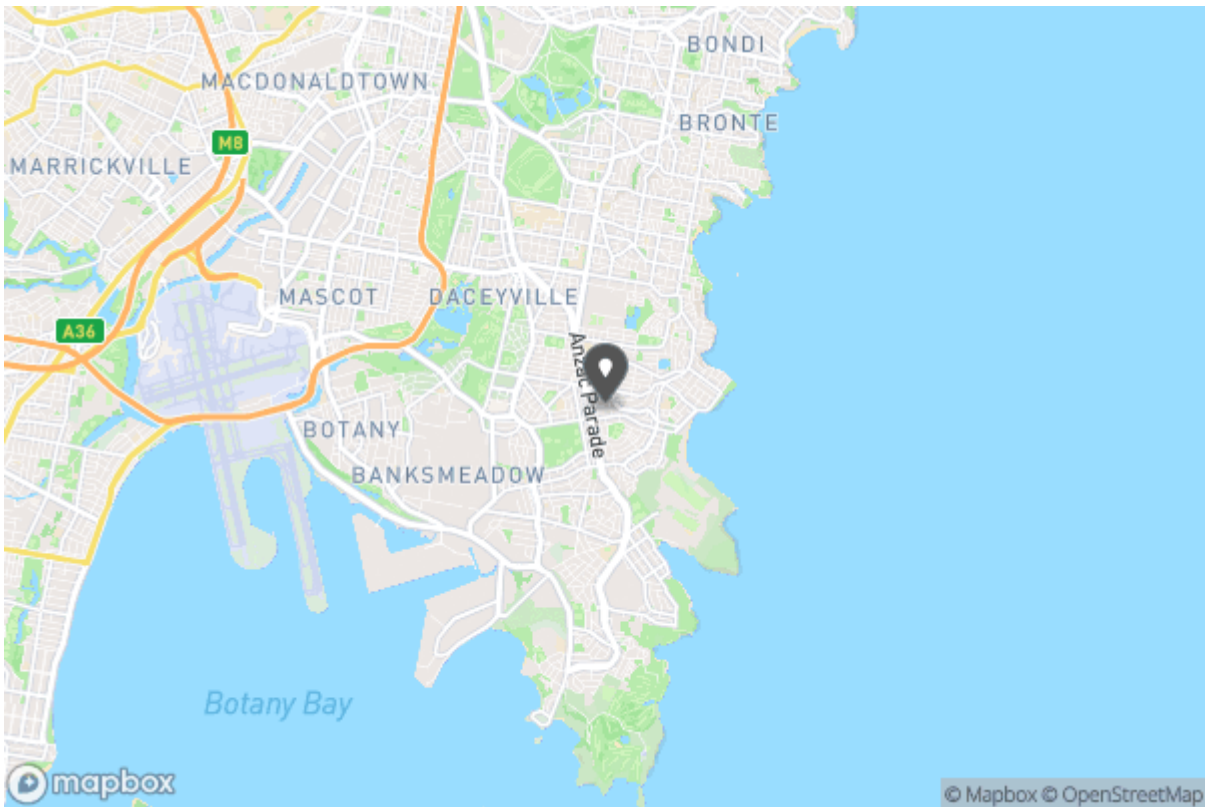 BONDI
MACDONALDTOWN
BRONTE
M8
MARRICKVILLE
MASCOT
DACEYVILLE
A36
Anzac Parade
BOTANY
BANKSMEADOW
Botany Bay
mapbox
© Mapbox © OpenStreetMap